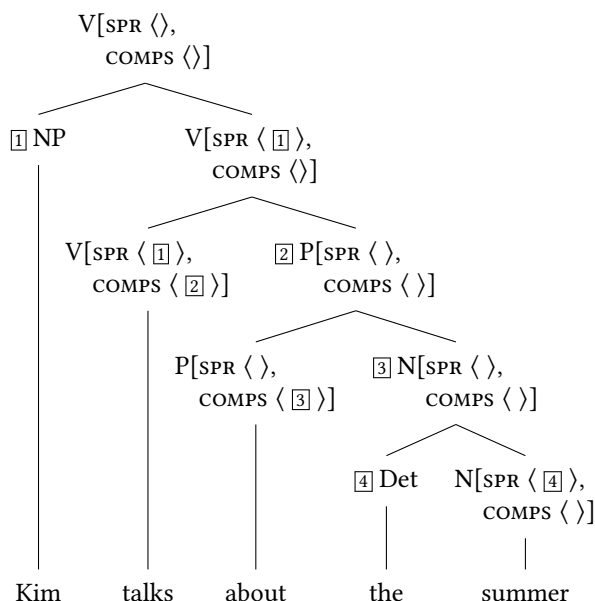 V[SPR ⟨⟩,
COMPS ⟨⟩]
1 NP V[SPR ⟨ 1 ⟩,
COMPS ⟨⟩]
V[SPR ⟨ 1 ⟩, 2 P[SPR ⟨ ⟩,
COMPS ⟨ 2 ⟩] COMPS ⟨ ⟩]
P[SPR ⟨ ⟩, 3 N[SPR ⟨ ⟩,
COMPS ⟨ 3 ⟩] COMPS ⟨ ⟩]
4 Det N[SPR ⟨ 4 ⟩,
COMPS ⟨ ⟩]
Kim talks about the summer